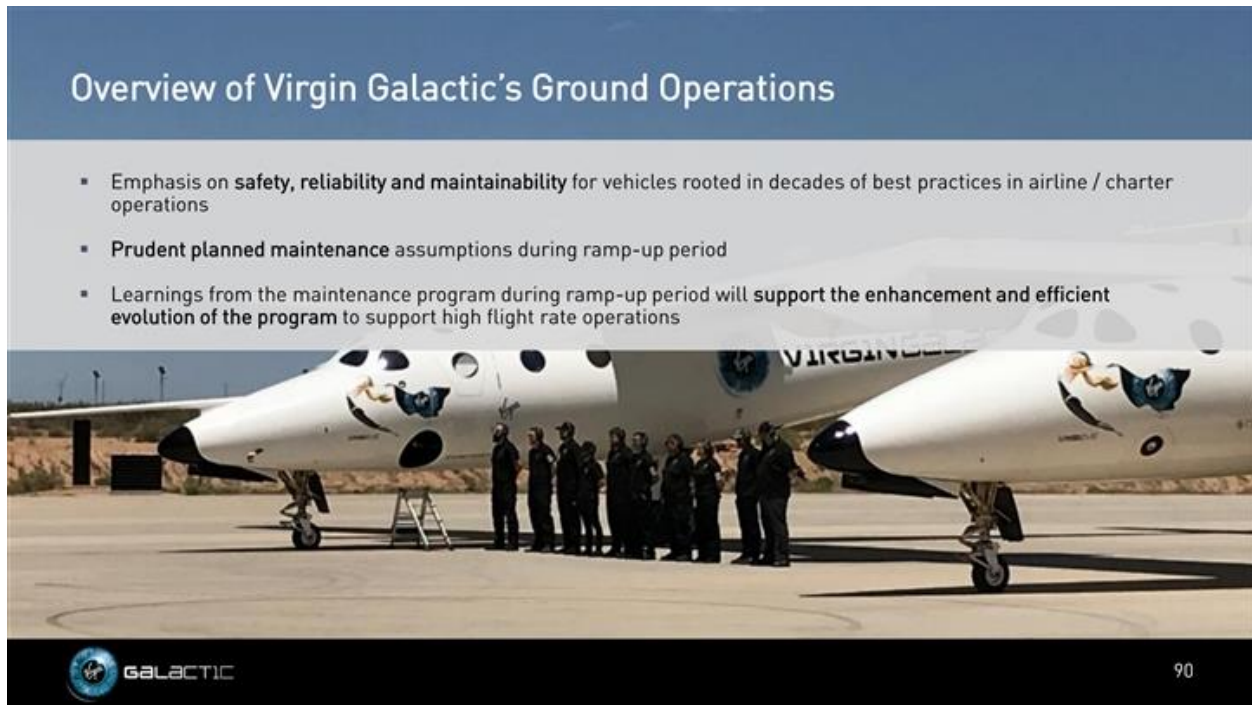 Overview of Virgin Galactic's Ground Operations
▪ Emphasis on safety, reliability and maintainability for vehicles rooted in decades of best practices in airline / charter
operations
▪ Prudent planned maintenance assumptions during ramp-up period
▪ Learnings from the maintenance program during ramp-up period will support the enhancement and efficient
evolution of the program to support high flight rate operations
VIRGIN
GALACTIC
90